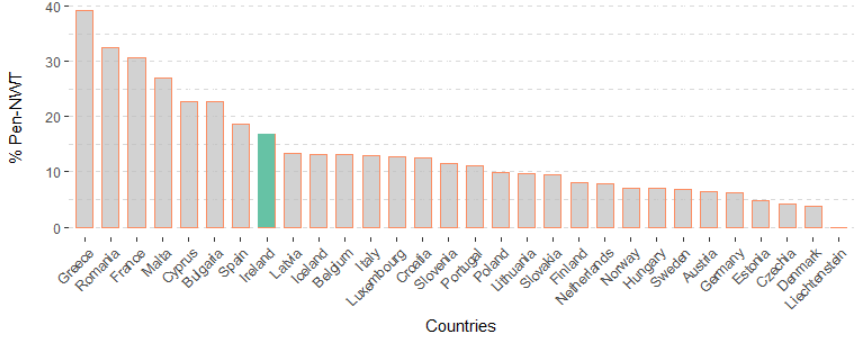 40
30
20
10
0
% Pen-NWT
Greece
Romania
France
Malta
Cyprus
Bulgaria
Spain
Ireland
Latvia
Iceland
Belgium
Italy
Luxembourg
Croatia
Slovenia
Portugal
Poland
Lithuania
Slovakia
Finland
Netherlands
Norway
Hungary
Sweden
Austria
Germany
Estonia
Czechia
Denmark
Liechtenstein
Countries